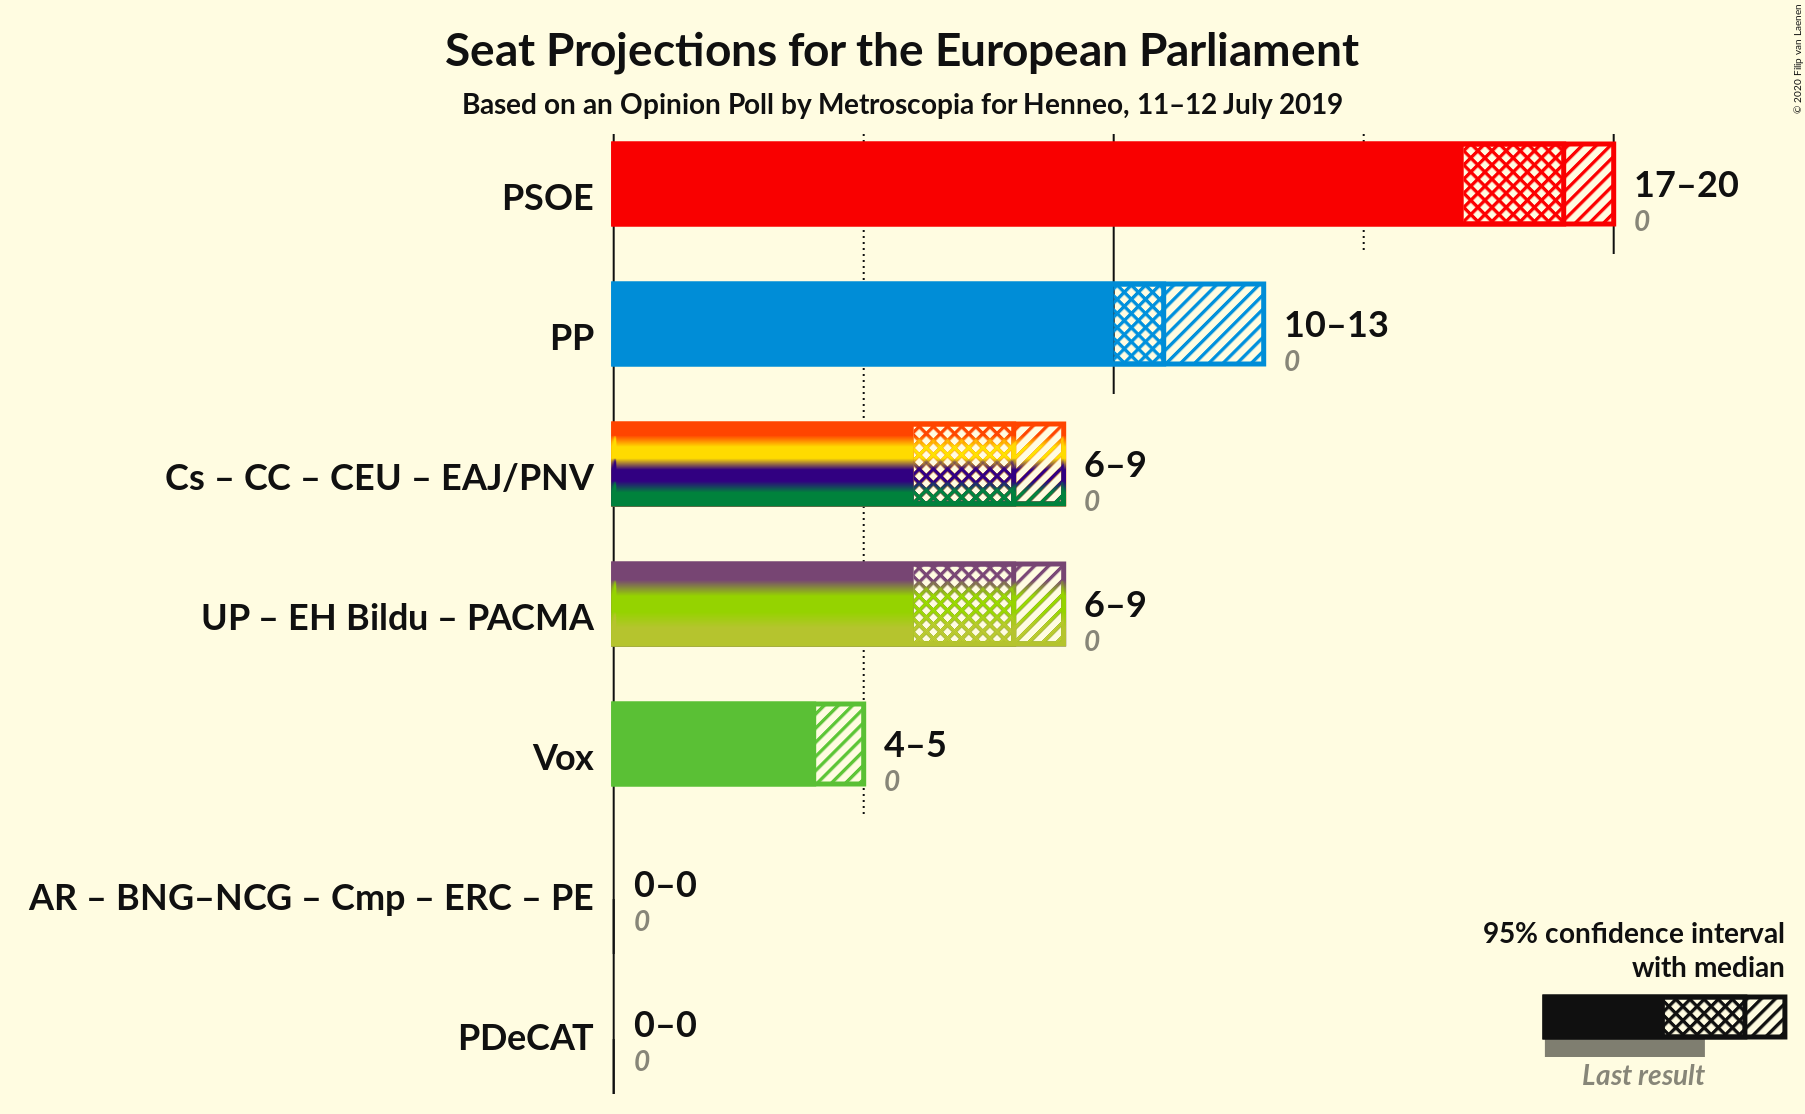 Seat Projections for the European Parliament
Based on an Opinion Poll by Metroscopia for Henneo, 11–12 July 2019
© 2020 Filip van Laenen
PSOE
17–20
0
PP
10–13
0
Cs – CC – CEU – EAJ/PNV
6–9
0
UP – EH Bildu – PACMA
6–9
0
Vox
4–5
0
AR – BNG–NCG – Cmp – ERC – PE
0–0
0
PDeCAT
0–0
0
95% confidence interval
with median
Last result